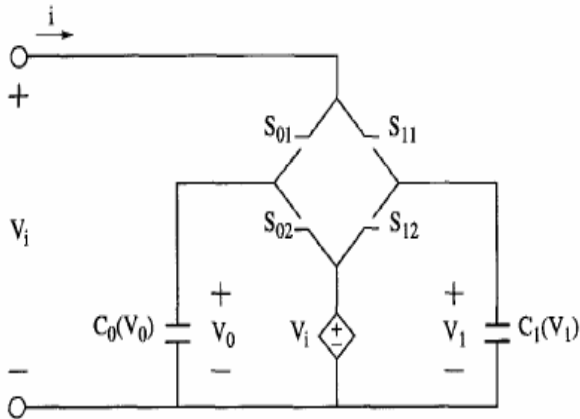 i
+
S₀₁ S₁₁
Vᵢ
S₀₂ S₁₂
C₀(V₀) + V₀ − Vᵢ + − + V₁ − C₁(V₁)
−